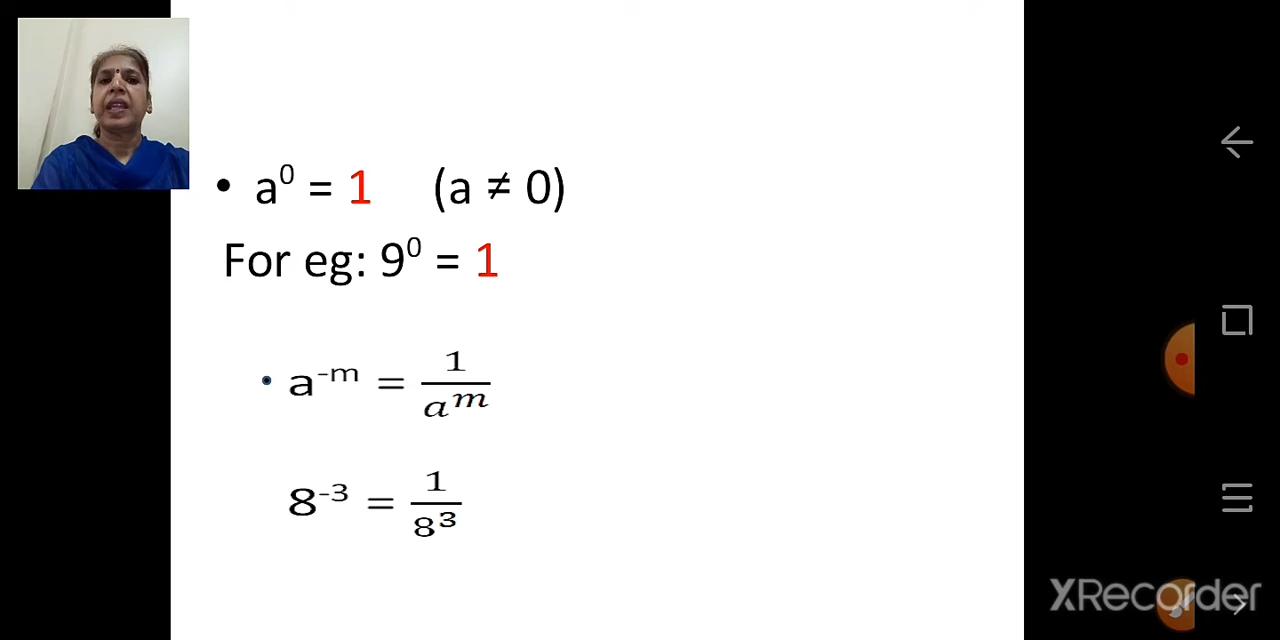 • a⁰ = 1 (a ≠ 0)
For eg: 9⁰ = 1
• a⁻ᵐ = 1/aᵐ
8⁻³ = 1/8³
XRecorder